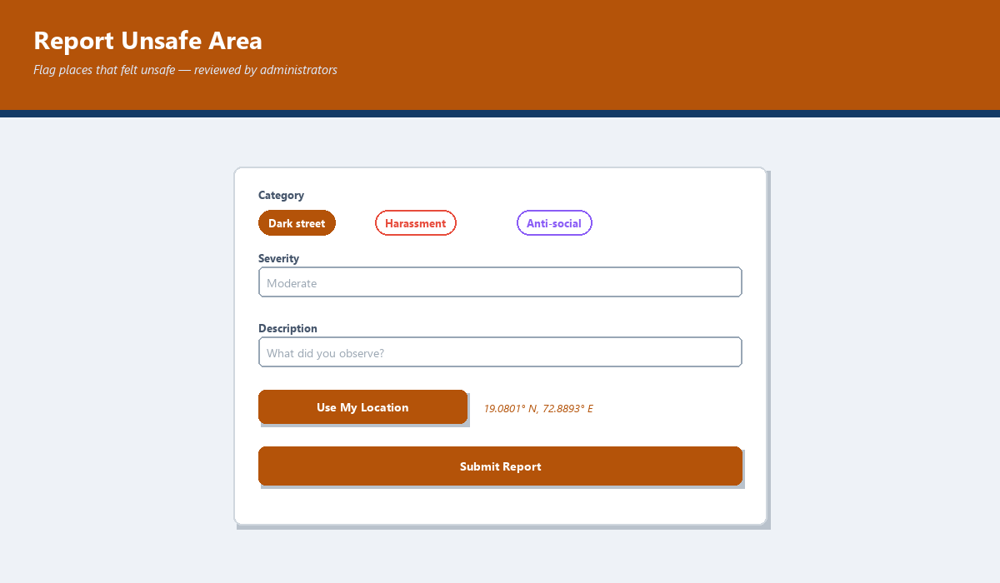 Report Unsafe Area
Flag places that felt unsafe — reviewed by administrators
Category
Dark street Harassment Anti-social
Severity
Moderate
Description
What did you observe?
Use My Location 19.0801° N, 72.8893° E
Submit Report